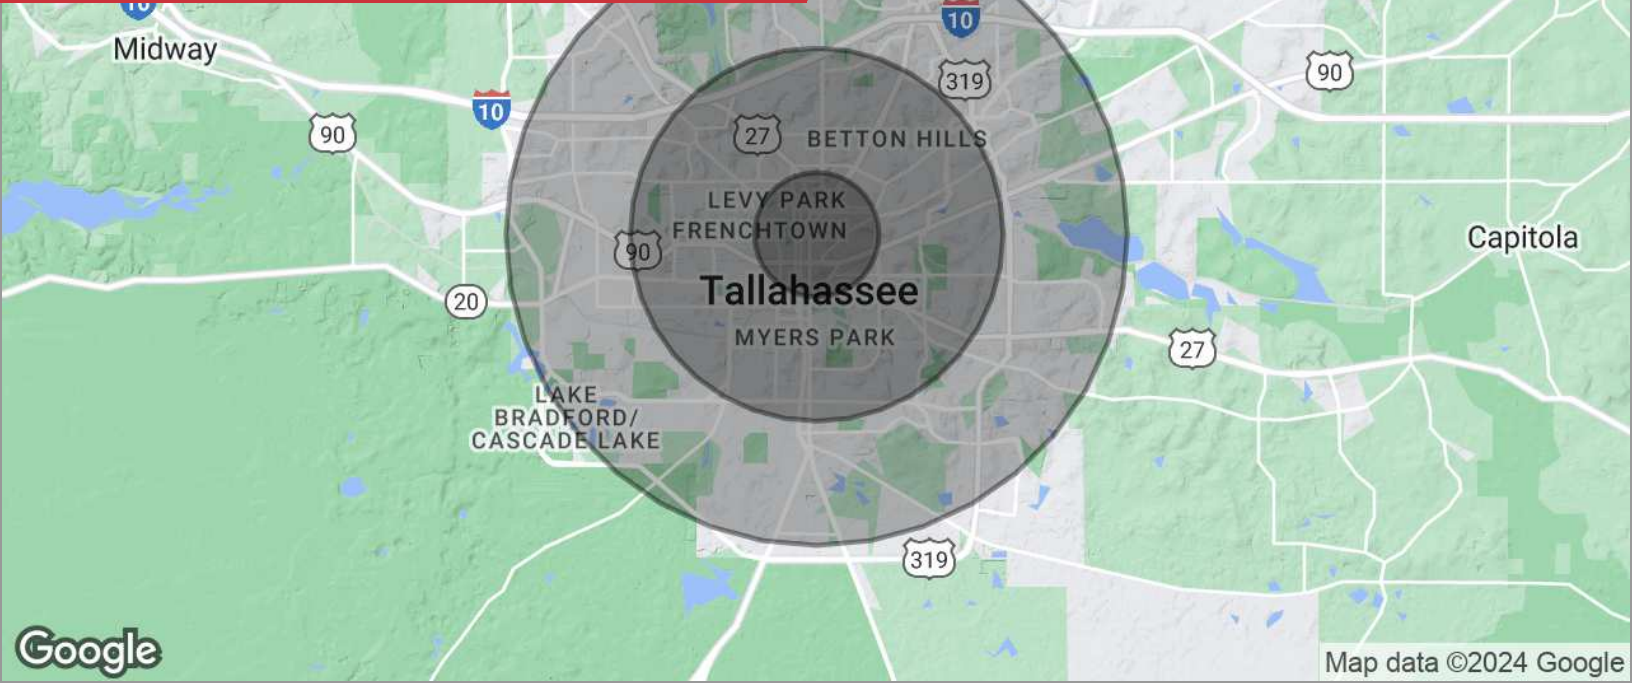 10
Midway
10
90
319
10
90
27
BETTON HILLS
LEVY PARK
FRENCHTOWN
90
Capitola
Tallahassee
20
MYERS PARK
27
LAKE
BRADFORD/
CASCADE LAKE
319
Google
Map data ©2024 Google